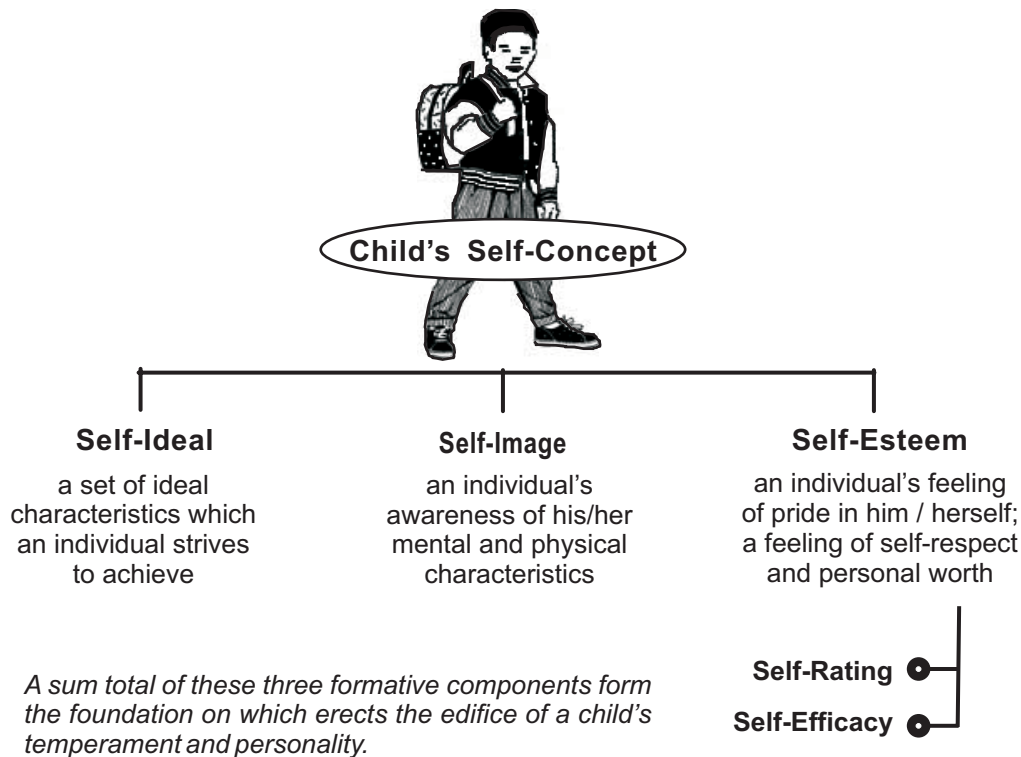 Child's Self-Concept
Self-Ideal
a set of ideal
characteristics which
an individual strives
to achieve
Self-Image
an individual's
awareness of his/her
mental and physical
characteristics
Self-Esteem
an individual's feeling
of pride in him / herself;
a feeling of self-respect
and personal worth
Self-Rating
Self-Efficacy
A sum total of these three formative components form
the foundation on which erects the edifice of a child's
temperament and personality.